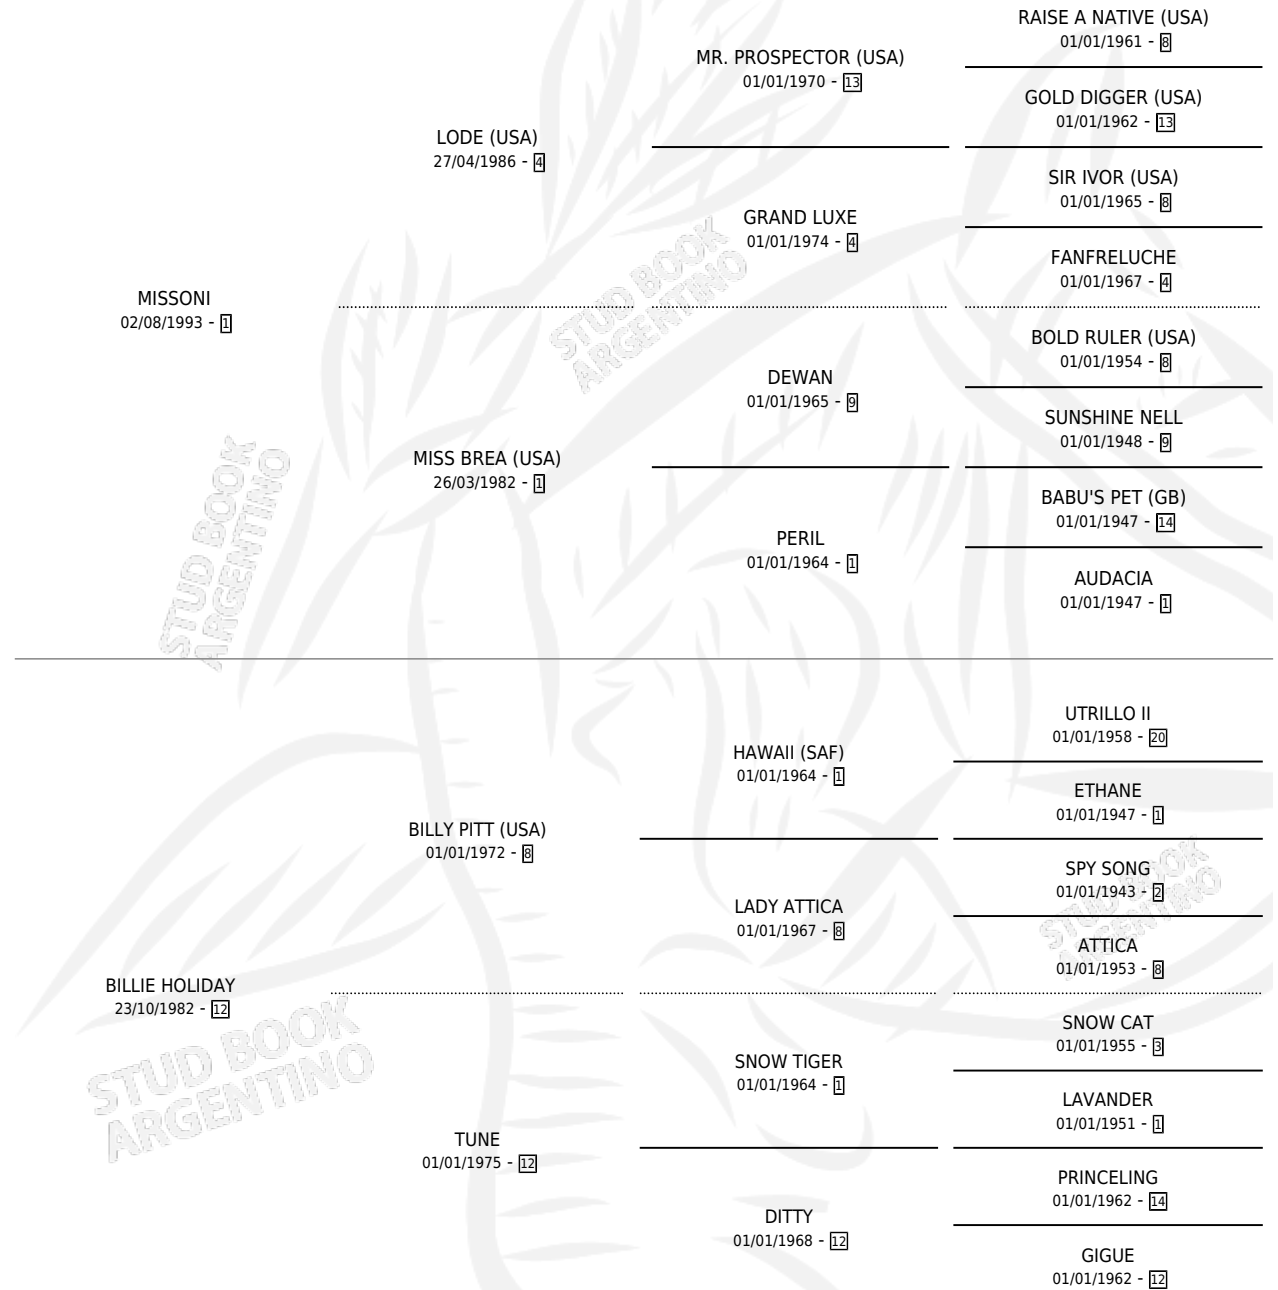 RAISE A NATIVE (USA)
01/01/1961 - 8
MR. PROSPECTOR (USA)
01/01/1970 - 13
GOLD DIGGER (USA)
01/01/1962 - 13
LODE (USA)
27/04/1986 - 4
SIR IVOR (USA)
01/01/1965 - 8
GRAND LUXE
01/01/1974 - 4
FANFRELUCHE
01/01/1967 - 4
MISSONI
02/08/1993 - 1
BOLD RULER (USA)
01/01/1954 - 8
DEWAN
01/01/1965 - 9
SUNSHINE NELL
01/01/1948 - 9
MISS BREA (USA)
26/03/1982 - 1
BABU'S PET (GB)
01/01/1947 - 14
PERIL
01/01/1964 - 1
AUDACIA
01/01/1947 - 1
STUD BOOK
ARGENTINO
STUD BOOK
ARGENTINO
UTRILLO II
01/01/1958 - 20
HAWAII (SAF)
01/01/1964 - 1
ETHANE
01/01/1947 - 1
BILLY PITT (USA)
01/01/1972 - 8
SPY SONG
01/01/1943 - 2
LADY ATTICA
01/01/1967 - 8
ATTICA
01/01/1953 - 8
BILLIE HOLIDAY
23/10/1982 - 12
SNOW CAT
01/01/1955 - 3
SNOW TIGER
01/01/1964 - 1
LAVANDER
01/01/1951 - 1
TUNE
01/01/1975 - 12
PRINCELING
01/01/1962 - 14
DITTY
01/01/1968 - 12
GIGUE
01/01/1962 - 12
STUD BOOK
ARGENTINO
STUD BOOK
ARGENTINO